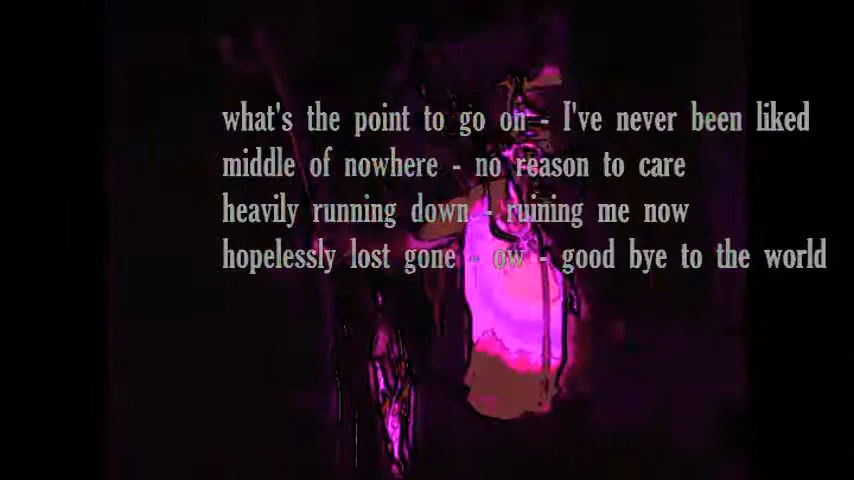 what's the point to go on - I've never been liked
middle of nowhere - no reason to care
heavily running down - ruining me now
hopelessly lost gone - ow - good bye to the world